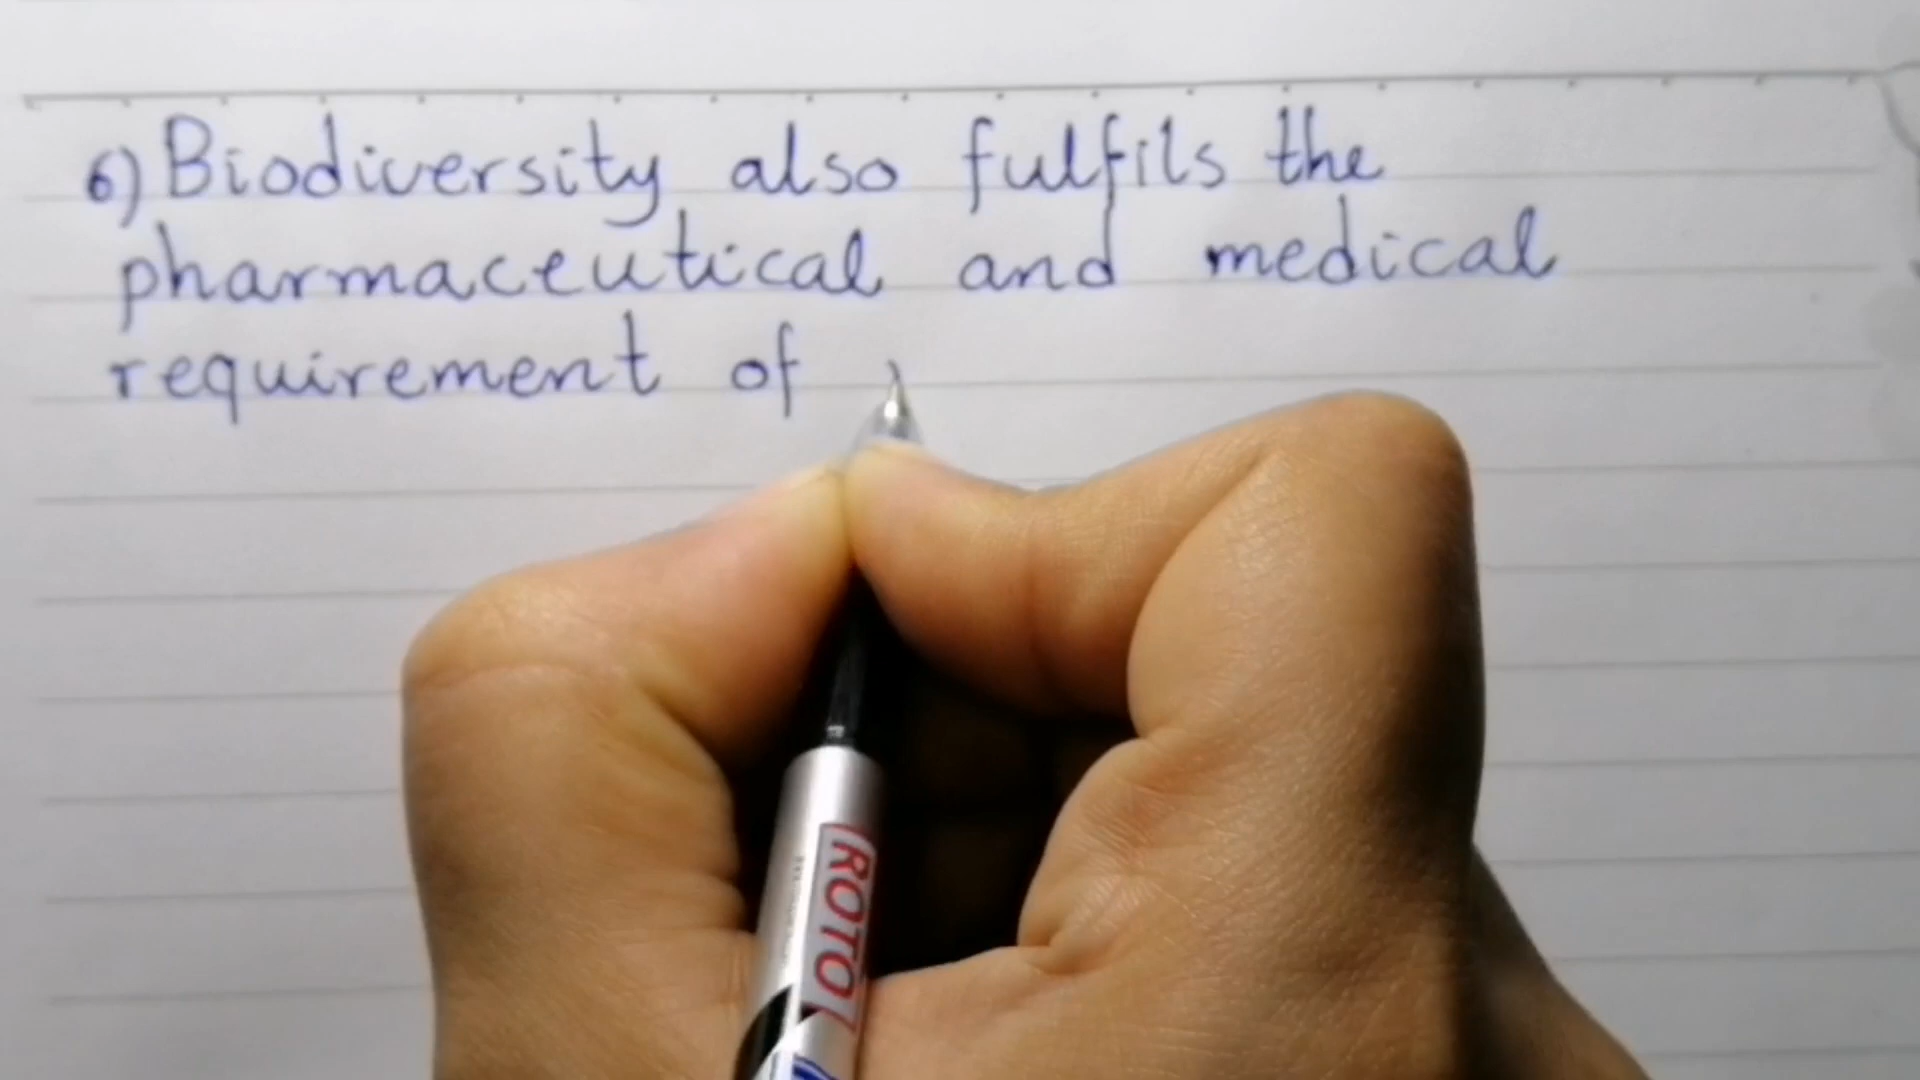 6) Biodiversity also fulfils the
pharmaceutical and medical
requirement of
ROTO